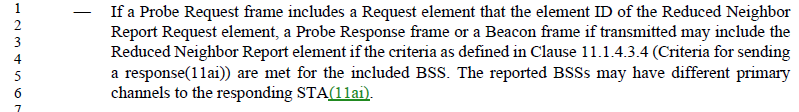 1 — If a Probe Request frame includes a Request element that the element ID of the Reduced Neighbor
2 Report Request element, a Probe Response frame or a Beacon frame if transmitted may include the
3 Reduced Neighbor Report element if the criteria as defined in Clause 11.1.4.3.4 (Criteria for sending
4 a response(11ai)) are met for the included BSS. The reported BSSs may have different primary
5 channels to the responding STA(11ai).
6
7